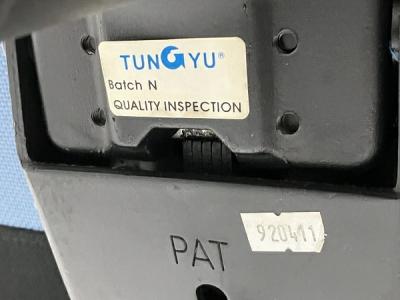 TUNGYU®
Batch N
QUALITY INSPECTION
920411
PAT